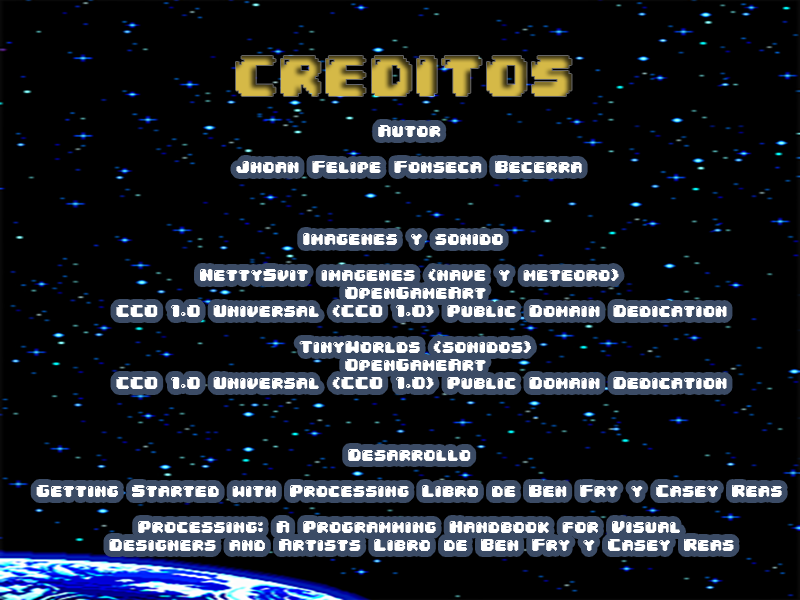 CREDITOS
Autor
Jhoan Felipe Fonseca Becerra
Imagenes y sonido
NettySvit imagenes (nave y meteoro)
OpenGameArt
CC0 1.0 Universal (CC0 1.0) Public Domain Dedication
TinyWorlds (sonidos)
OpenGameArt
CC0 1.0 Universal (CC0 1.0) Public Domain Dedication
Desarrollo
Getting Started with Processing Libro de Ben Fry y Casey Reas
Processing: A Programming Handbook for Visual
Designers and Artists Libro de Ben Fry y Casey Reas